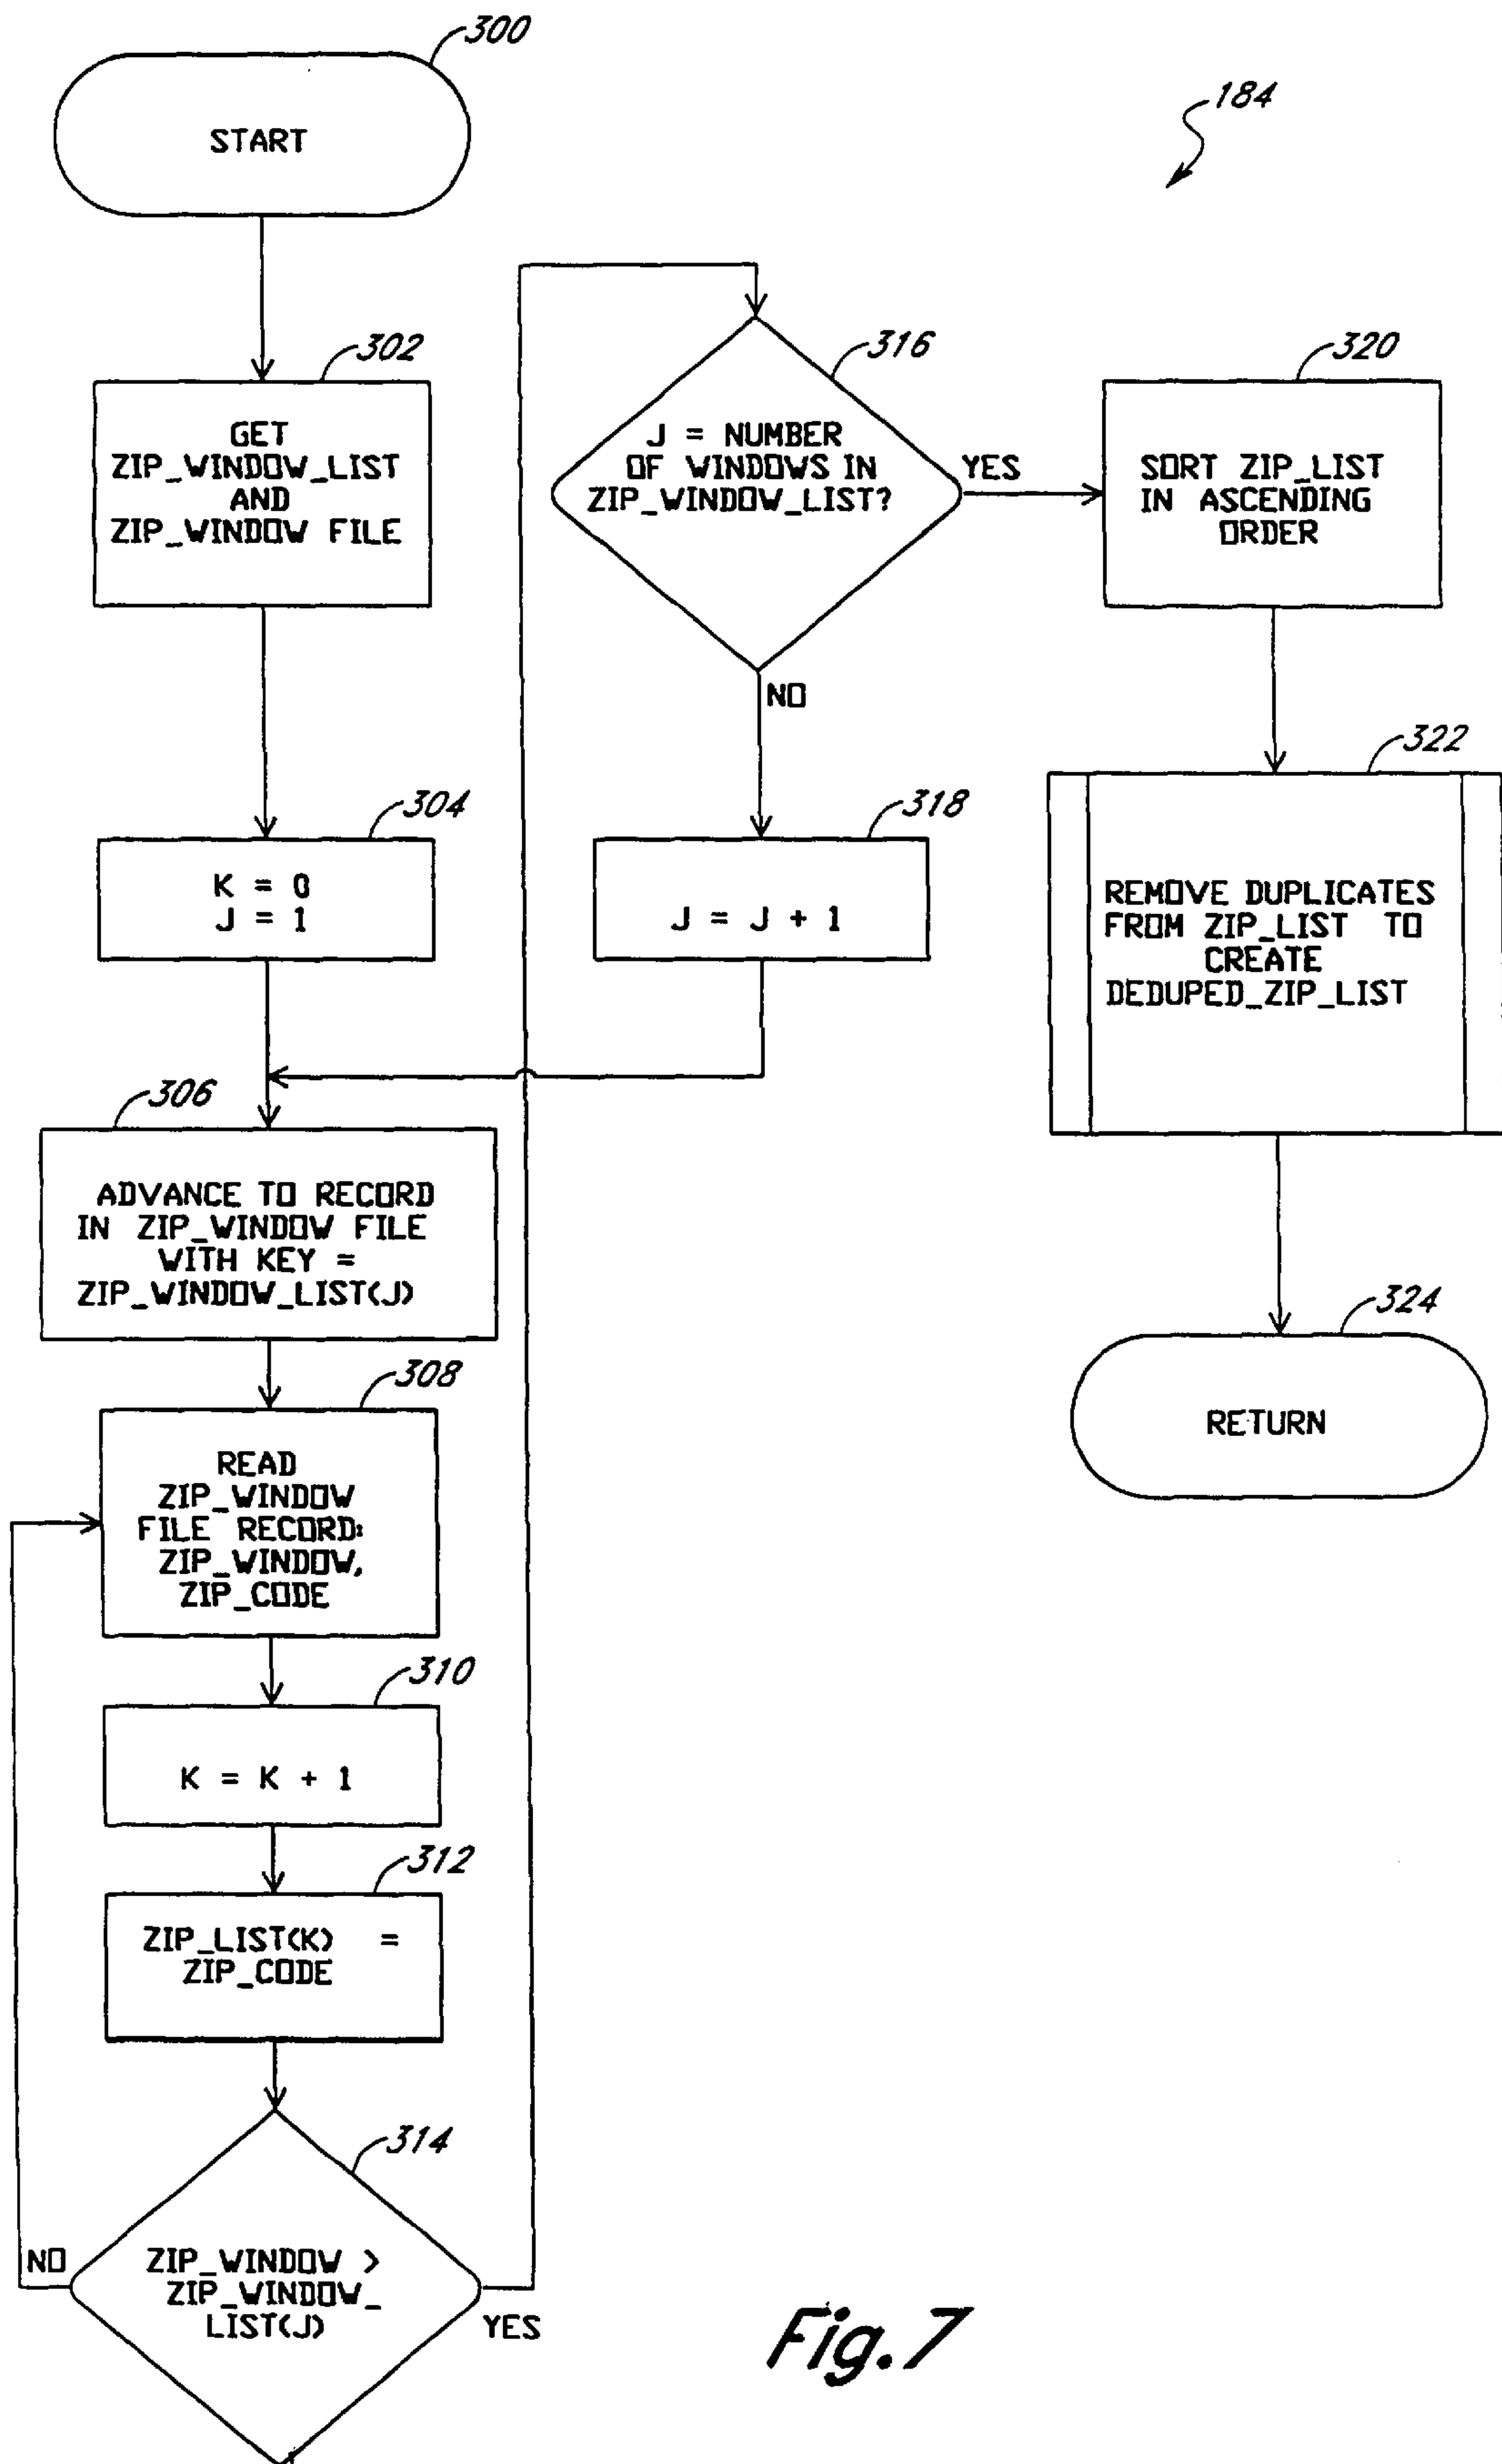 300
START
184
302
GET
ZIP_WINDOW_LIST
AND
ZIP_WINDOW FILE
304
K = 0
J = 1
306
ADVANCE TO RECORD
IN ZIP_WINDOW FILE
WITH KEY =
ZIP_WINDOW_LIST(J)
308
READ
ZIP_WINDOW
FILE RECORD:
ZIP_WINDOW,
ZIP_CODE
310
K = K + 1
312
ZIP_LIST(K) =
ZIP_CODE
314
ZIP_WINDOW >
ZIP_WINDOW_
LIST(J)
NO
YES
316
J = NUMBER
OF WINDOWS IN
ZIP_WINDOW_LIST?
YES
NO
318
J = J + 1
320
SORT ZIP_LIST
IN ASCENDING
ORDER
322
REMOVE DUPLICATES
FROM ZIP_LIST TO
CREATE
DEDUPED_ZIP_LIST
324
RETURN
Fig.7